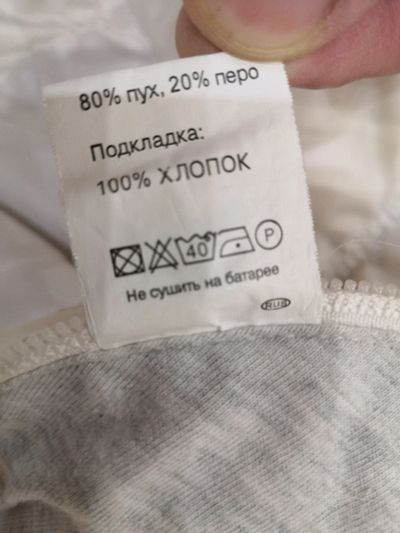 80% пух, 20% перо
Подкладка:
100% ХЛОПОК
40 P
Не сушить на батарее
RUS